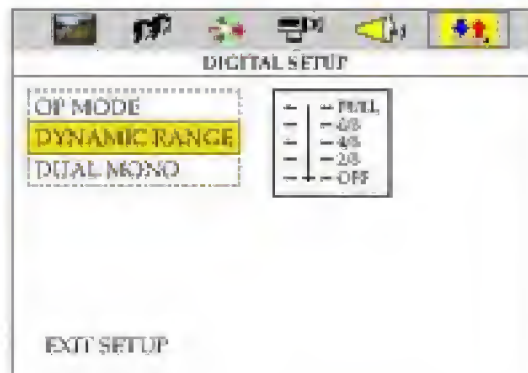 DIGITAL SETUP
OP MODE
DYNAMIC RANGE
DUAL MONO
FULL
6/8
4/8
2/8
OFF
EXIT SETUP